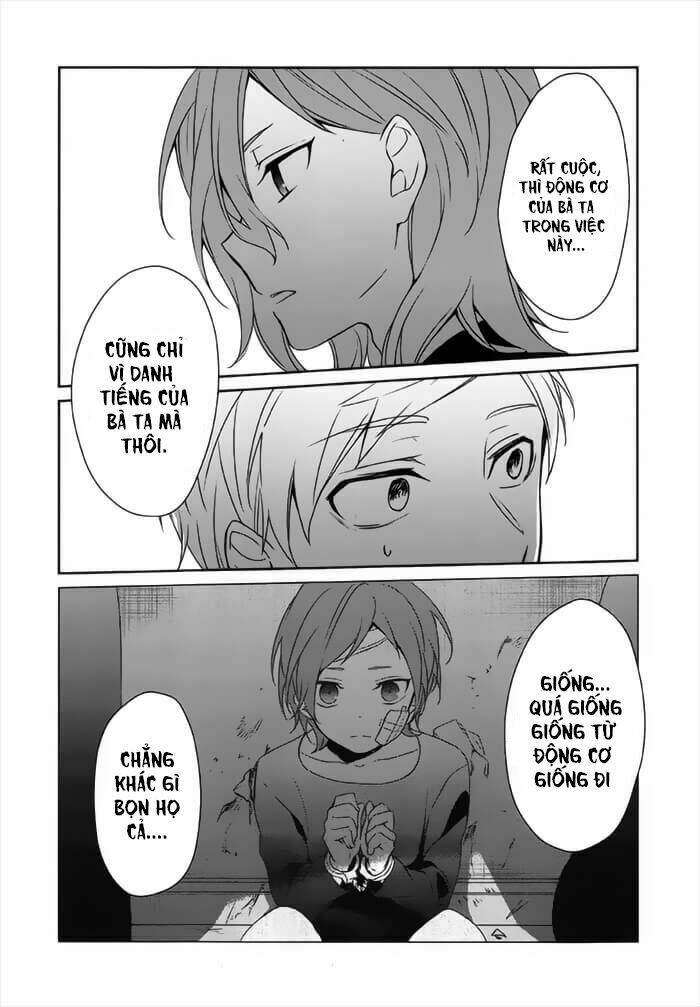 RẤT CUỘC,
THÌ ĐỘNG CƠ
CỦA BÀ TA
TRONG VIỆC
NÀY...
CŨNG CHỈ
VÌ DANH
TIẾNG CỦA
BÀ TA MÀ
THÔI.
GIỐNG...
QUÁ GIỐNG
GIỐNG TỪ
ĐỘNG CƠ
GIỐNG ĐI
CHẲNG
KHÁC GÌ
BỌN HỌ
CẢ....